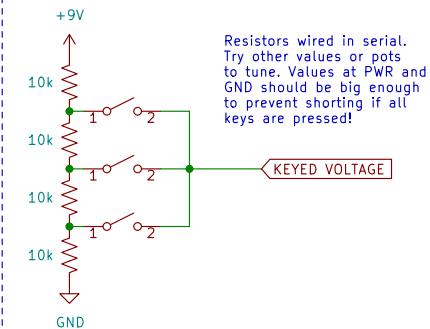 +9V
Resistors wired in serial.
Try other values or pots
to tune. Values at PWR and
GND should be big enough
to prevent shorting if all
keys are pressed!
10k
1 2
10k
1 2
KEYED VOLTAGE
10k
1 2
10k
GND